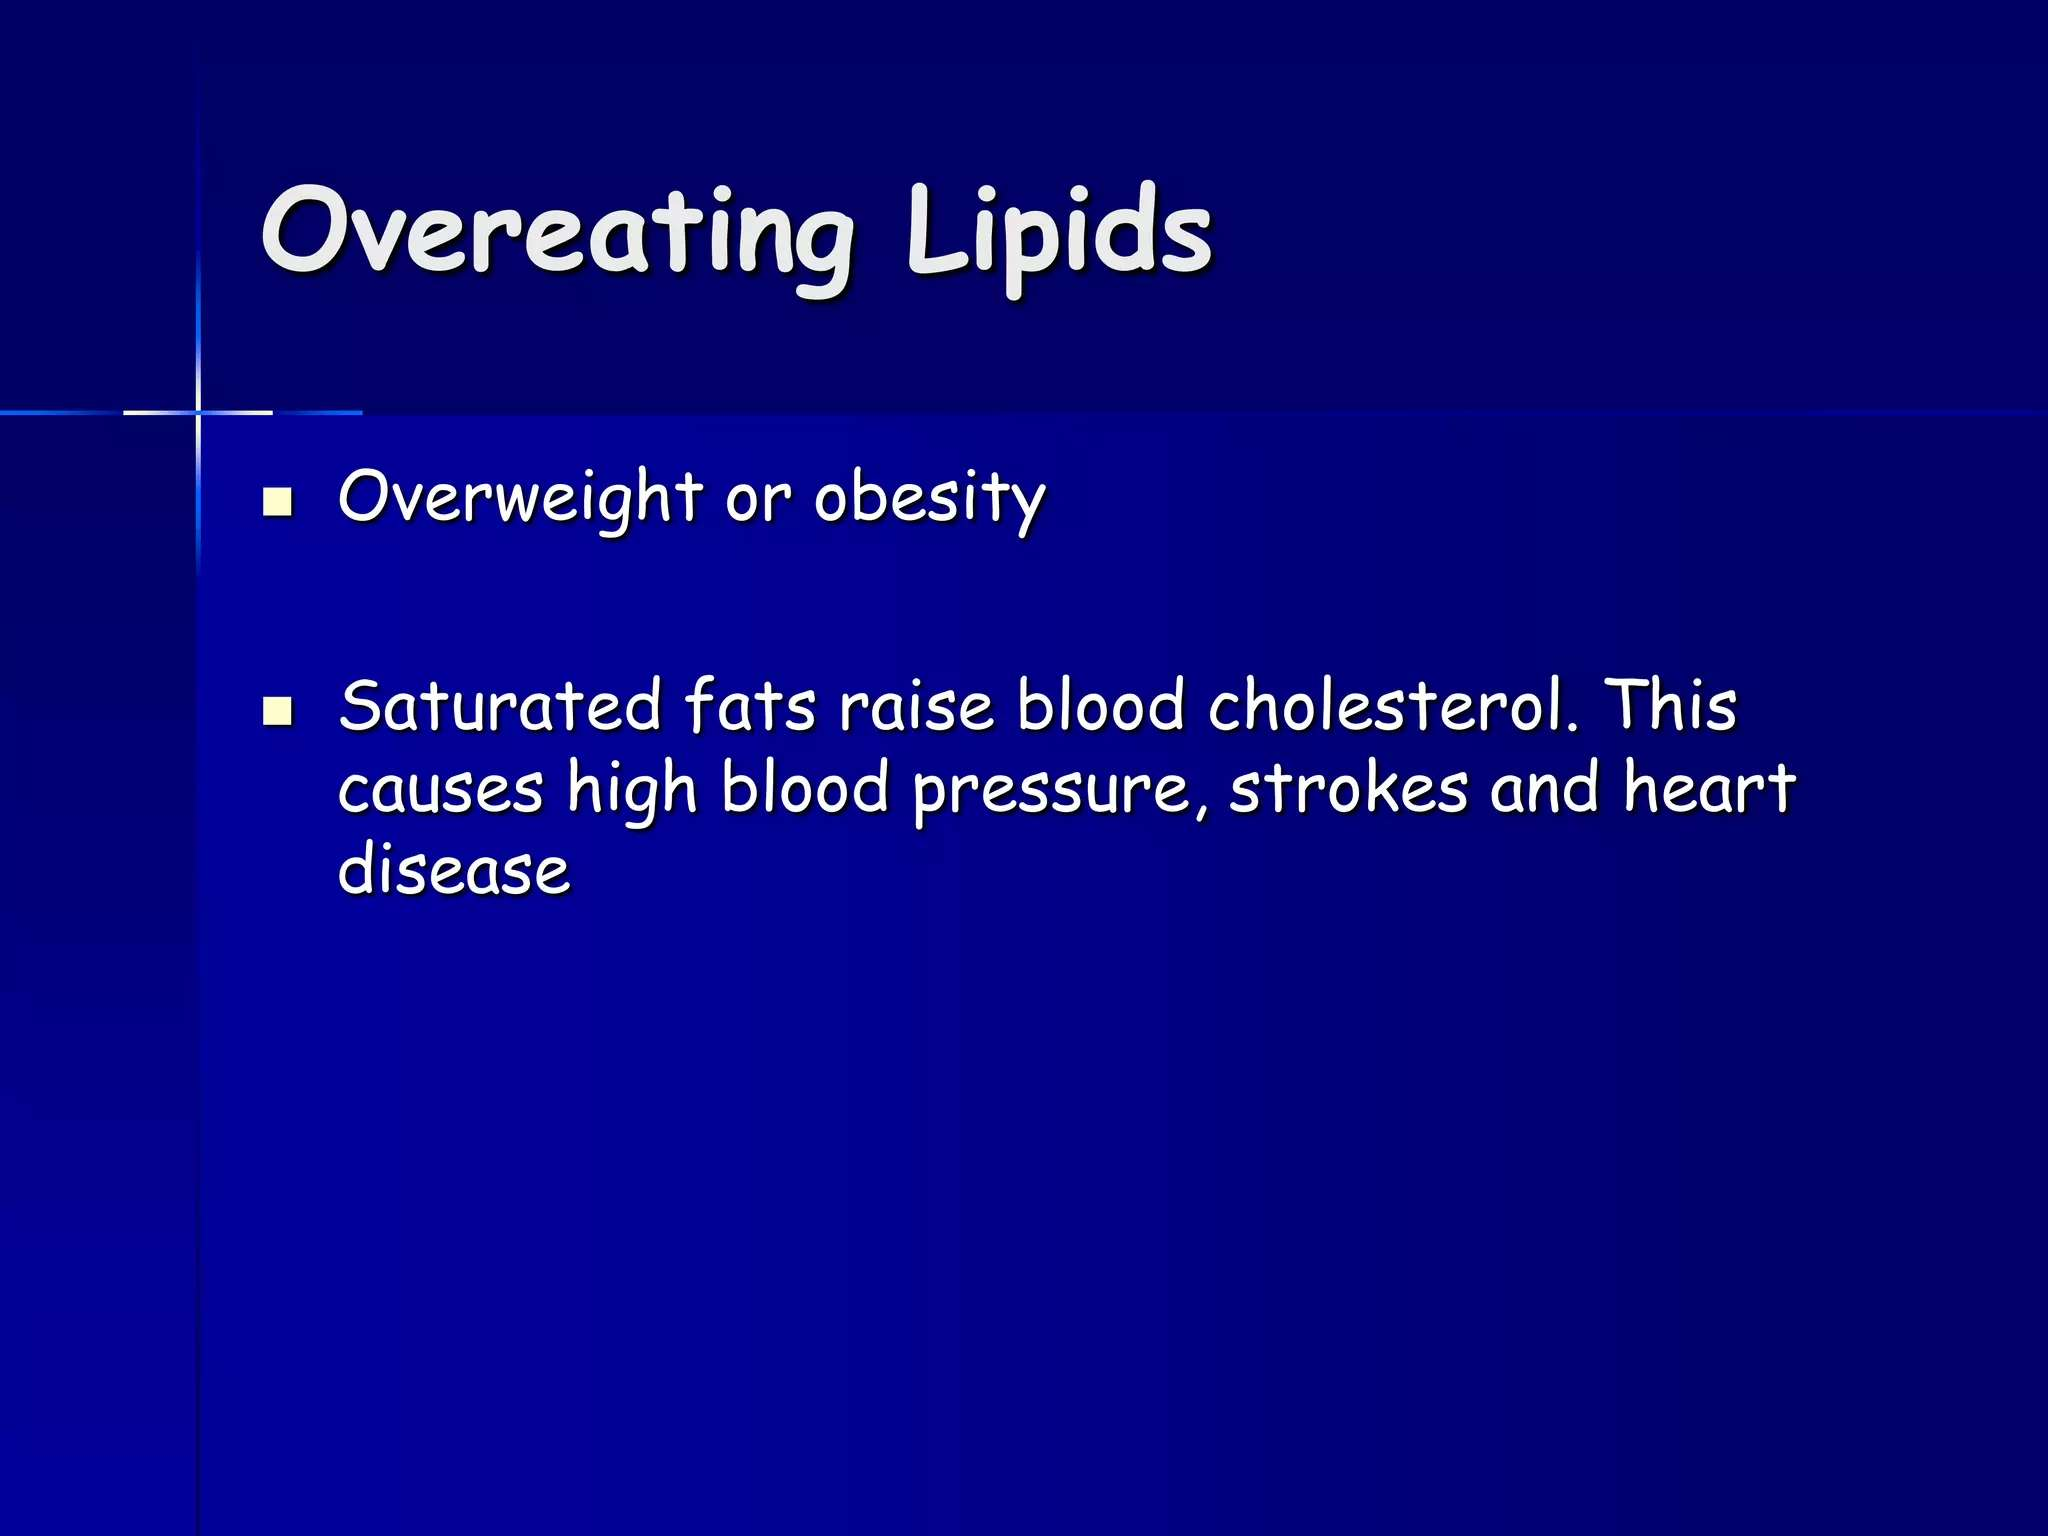 Overeating Lipids
Overweight or obesity
Saturated fats raise blood cholesterol. This
causes high blood pressure, strokes and heart
disease